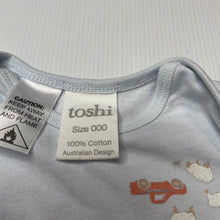 CAUTION:
KEEP AWAY
FROM HEAT
AND FLAME
toshi
Size 000
100% Cotton
Australian Design